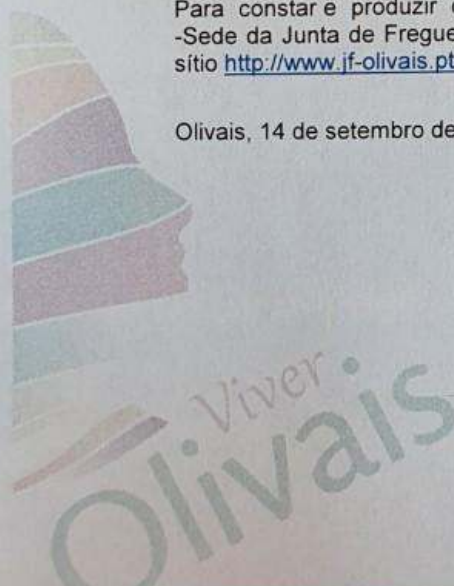 Para constar e produzir
-Sede da Junta de Fregue
sítio http://www.jf-olivais.pt
Olivais, 14 de setembro de
Viver
Olivais